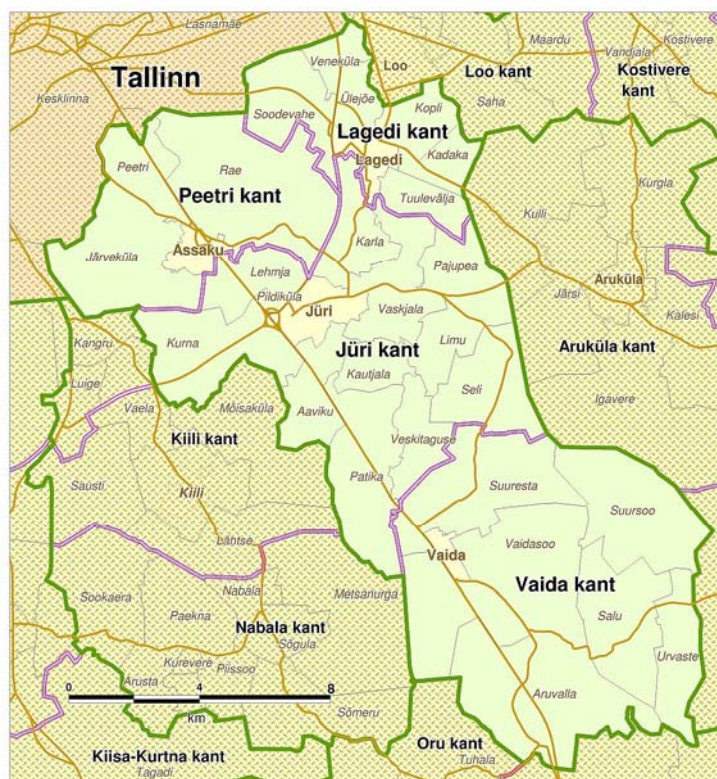 Lasnamäe
Maardu
Kostivere
Vandjala
Veneküla
Loo
Loo kant
Tallinn
Kostivere
kant
Kesklinna
Ülejõe
Saha
Soodevahe
Kopli
Lagedi kant
Kadaka
Lagedi
Peetri
Rae
Kurgla
Peetri kant
Tuulevälja
Kulli
Karla
Assaku
Järveküla
Lehmja
Pajupea
Aruküla
Pildiküla
Järsi
Jüri
Vaskjala
Kalesi
Kangru
Kurna
Limu
Jüri kant
Aruküla kant
Luige
Kautjala
Seli
Igavere
Vaela
Mõisaküla
Aaviku
Kiili kant
Veskitaguse
Sausti
Patika
Kiili
Suuresta
Suursoo
Lähtse
Vaida
Vaidasoo
Vaida kant
Sookaera
Nabala
Metsanurga
Paekna
Salu
Nabala kant
Sõgula
Kurevere
Urvaste
Arusta
Piissoo
Aruvalla
0 4 8
km
Sõmeru
Oru kant
Kiisa-Kurtna kant
Tuhala
Tagadi